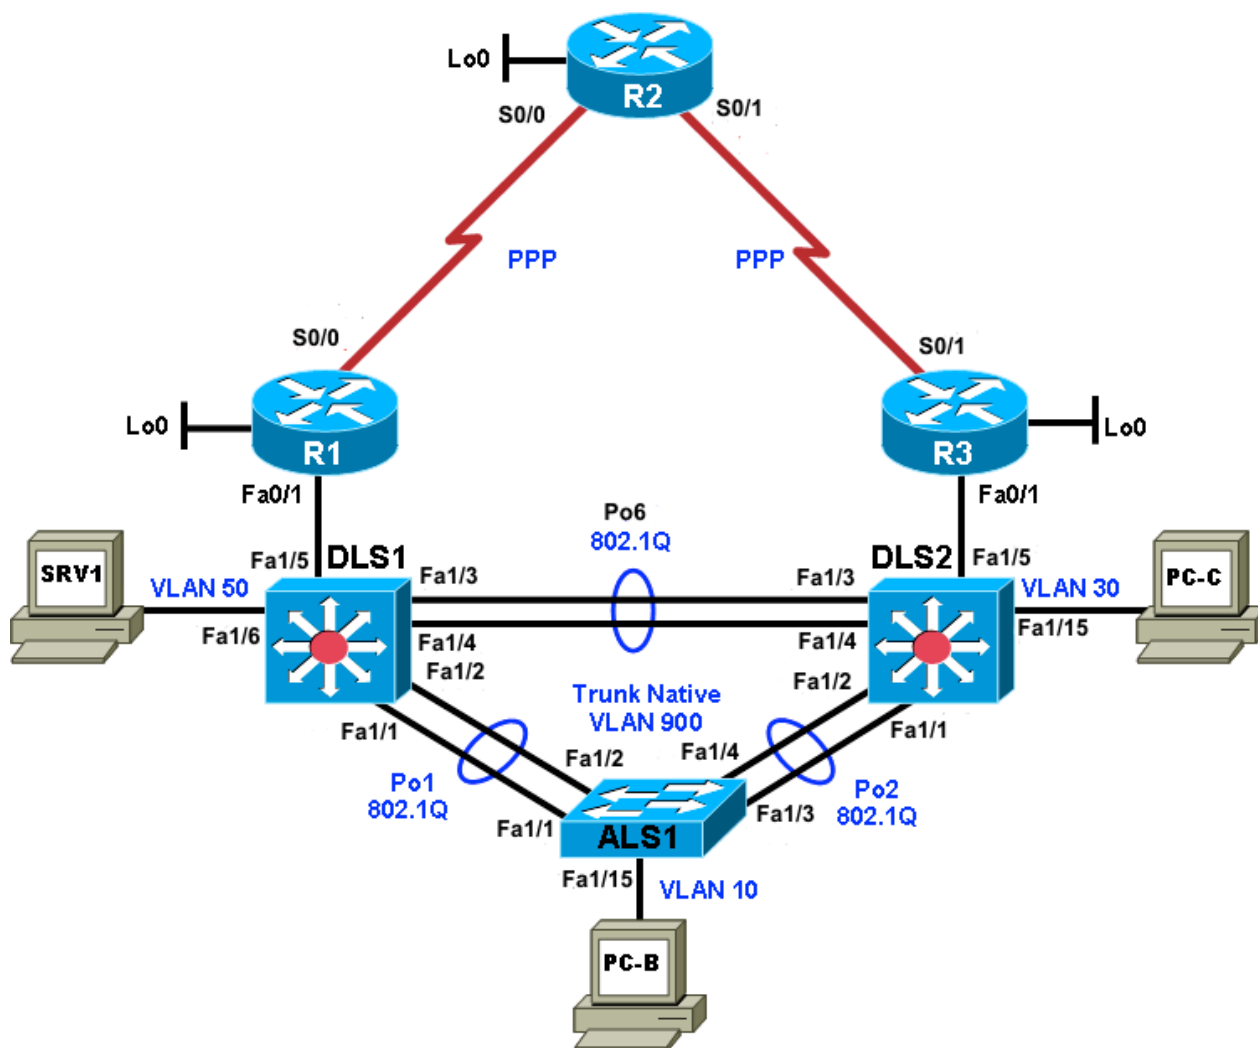 Lo0
R2
S0/0
S0/1
PPP
PPP
S0/0
S0/1
Lo0
R1
R3
Lo0
Fa0/1
Fa0/1
Po6
802.1Q
DLS1
DLS2
SRV1
VLAN 50
Fa1/5
Fa1/3
Fa1/3
Fa1/5
VLAN 30
PC-C
Fa1/6
Fa1/4
Fa1/4
Fa1/15
Fa1/2
Fa1/2
Trunk Native
VLAN 900
Fa1/1
Fa1/1
Fa1/2
Fa1/4
Po1
802.1Q
Po2
802.1Q
Fa1/1
Fa1/3
ALS1
Fa1/15
VLAN 10
PC-B